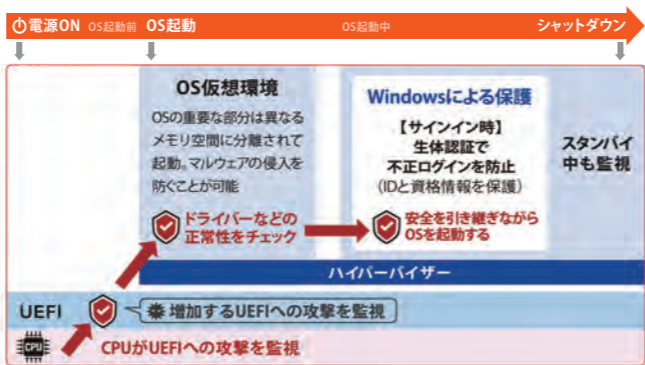 電源ON OS起動前 OS起動 OS起動中 シャットダウン
OS仮想環境
OSの重要な部分は異なる
メモリ空間に分離されて
起動。マルウェアの侵入を
防ぐことが可能
ドライバーなどの
正常性をチェック
Windowsによる保護
【サインイン時】
生体認証で
不正ログインを防止
(IDと資格情報を保護)
安全を引き継ぎながら
OSを起動する
スタンバイ
中も監視
ハイパーバイザー
UEFI 増加するUEFIへの攻撃を監視
CPU CPUがUEFIへの攻撃を監視